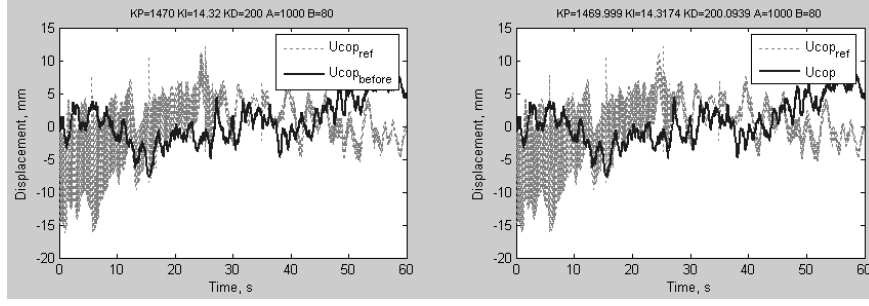 KP=1470 KI=14.32 KD=200 A=1000 B=80
15
10
5
0
-5
-10
-15
-20
Displacement, mm
Ucop_ref
Ucop_before
0 10 20 30 40 50 60
Time, s
KP=1469.999 KI=14.3174 KD=200.0939 A=1000 B=80
15
10
5
0
-5
-10
-15
-20
Displacement, mm
Ucop_ref
Ucop
0 10 20 30 40 50 60
Time, s